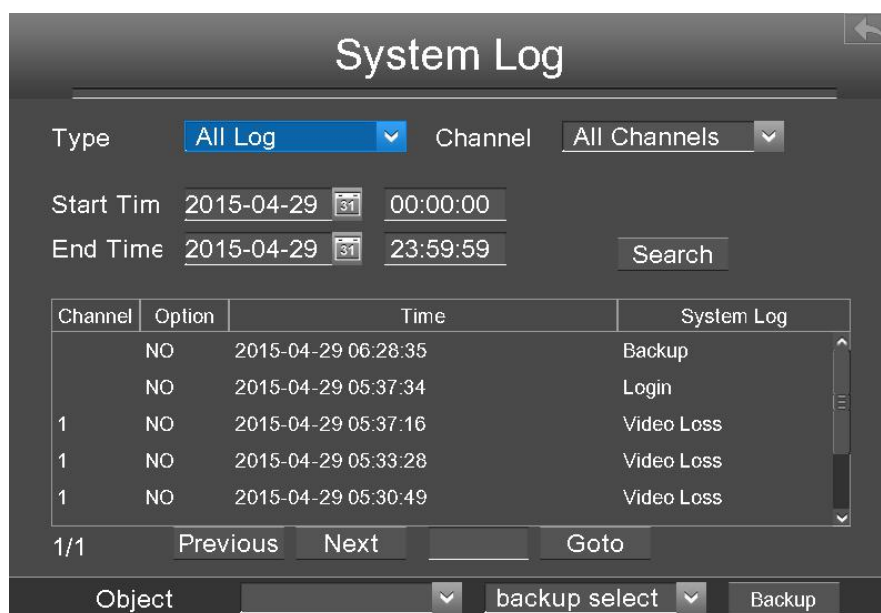 System Log
Type All Log Channel All Channels
Start Tim 2015-04-29 31 00:00:00
End Time 2015-04-29 31 23:59:59 Search
Channel Option Time System Log
NO 2015-04-29 06:28:35 Backup
NO 2015-04-29 05:37:34 Login
1 NO 2015-04-29 05:37:16 Video Loss
1 NO 2015-04-29 05:33:28 Video Loss
1 NO 2015-04-29 05:30:49 Video Loss
1/1 Previous Next Goto
Object backup select Backup